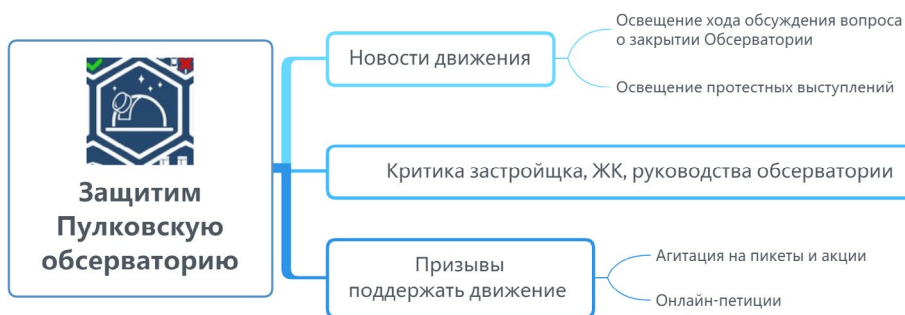 Защитим
Пулковскую
обсерваторию
Новости движения
Освещение хода обсуждения вопроса
о закрытии Обсерватории
Освещение протестных выступлений
Критика застройщка, ЖК, руководства обсерватории
Призывы
поддержать движение
Агитация на пикеты и акции
Онлайн-петиции